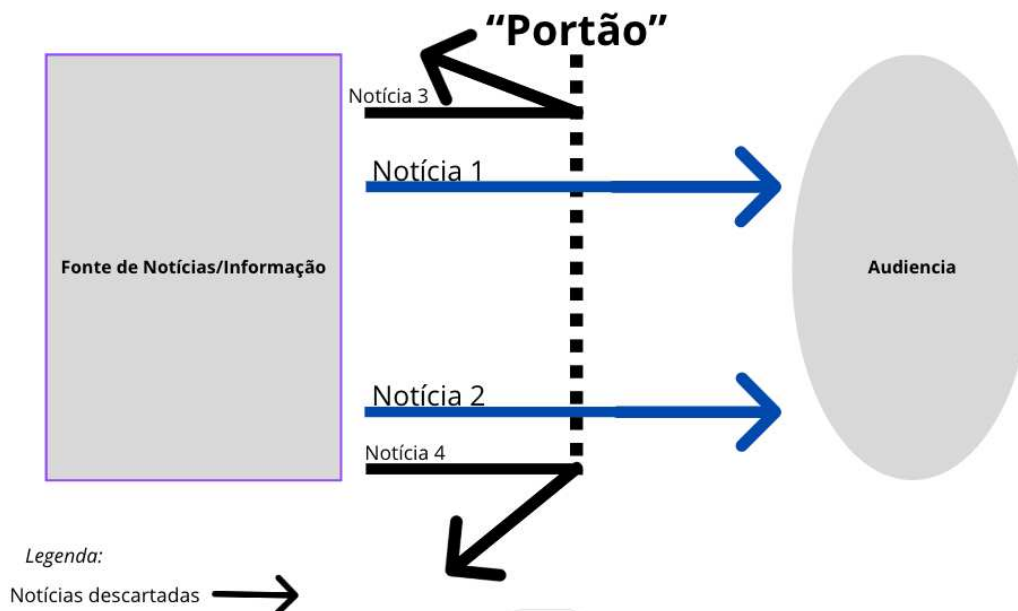 “Portão”
Notícia 3
Notícia 1
Fonte de Notícias/Informação
Audiencia
Notícia 2
Notícia 4
Legenda:
Notícias descartadas